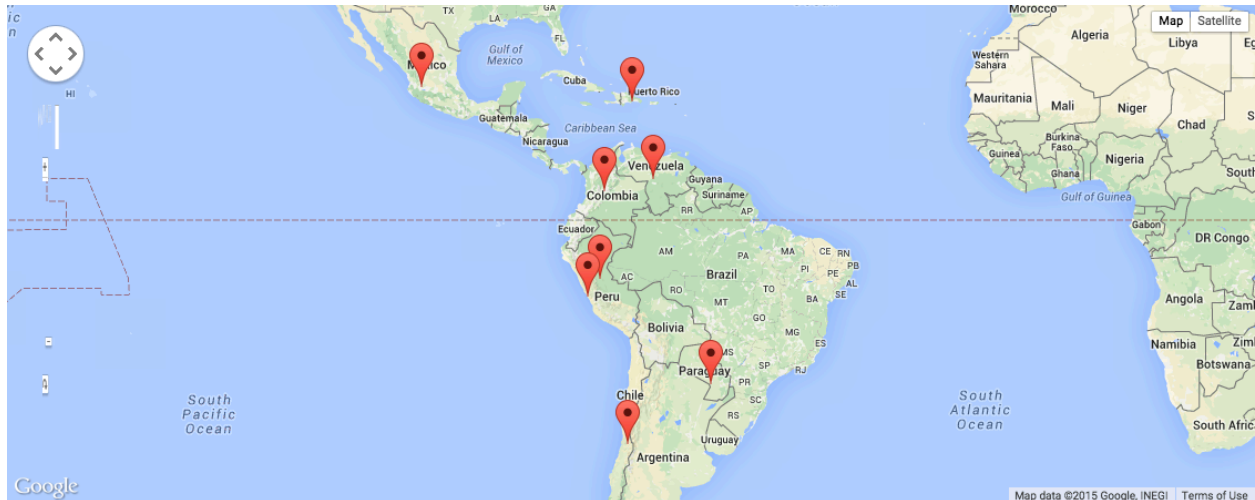 TX
LA
GA
FL
Morocco
Map Satellite
Algeria
Libya
Western
Sahara
Gulf of
Mexico
HI
Cuba
Puerto Rico
Mauritania
Mali
Niger
Chad
Guatemala
Caribbean Sea
Nicaragua
Burkina
Faso
Guinea
Ghana
Nigeria
Venezuela
Guyana
Suriname
Colombia
Gulf of Guinea
RR
AP
Ecuador
Gabon
DR Congo
AM
PA
MA
CE
RN
PB
PI
PE
AL
SE
AC
RO
Brazil
TO
BA
MT
Peru
Angola
Bolivia
GO
MG
ES
Namibia
Botswana
MS
SP
RJ
Paraguay
PR
SC
RS
Chile
South
Pacific
Ocean
South
Atlantic
Ocean
Uruguay
Argentina
Google
Map data ©2015 Google, INEGI Terms of Use